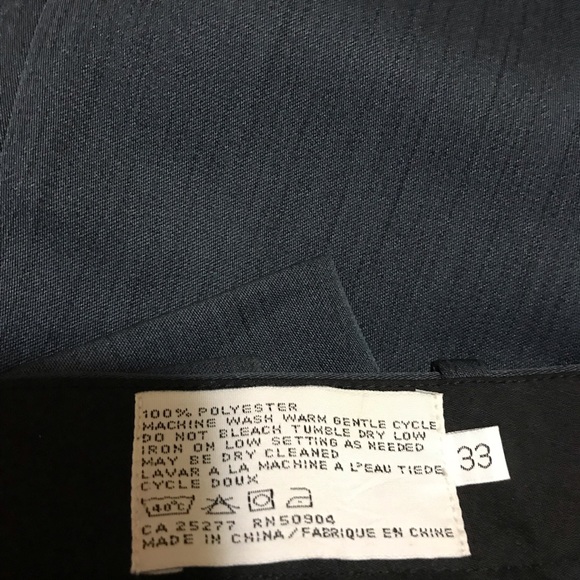 100% POLYESTER
MACHINE WASH WARM GENTLE CYCLE
DO NOT BLEACH TUMBLE DRY LOW
IRON ON LOW SETTING AS NEEDED
MAY BE DRY CLEANED
LAVAR A LA MACHINE A L'EAU TIEDE
CYCLE DOUX
40°C
CA 25277 RN50904
MADE IN CHINA/FABRIQUE EN CHINE
33